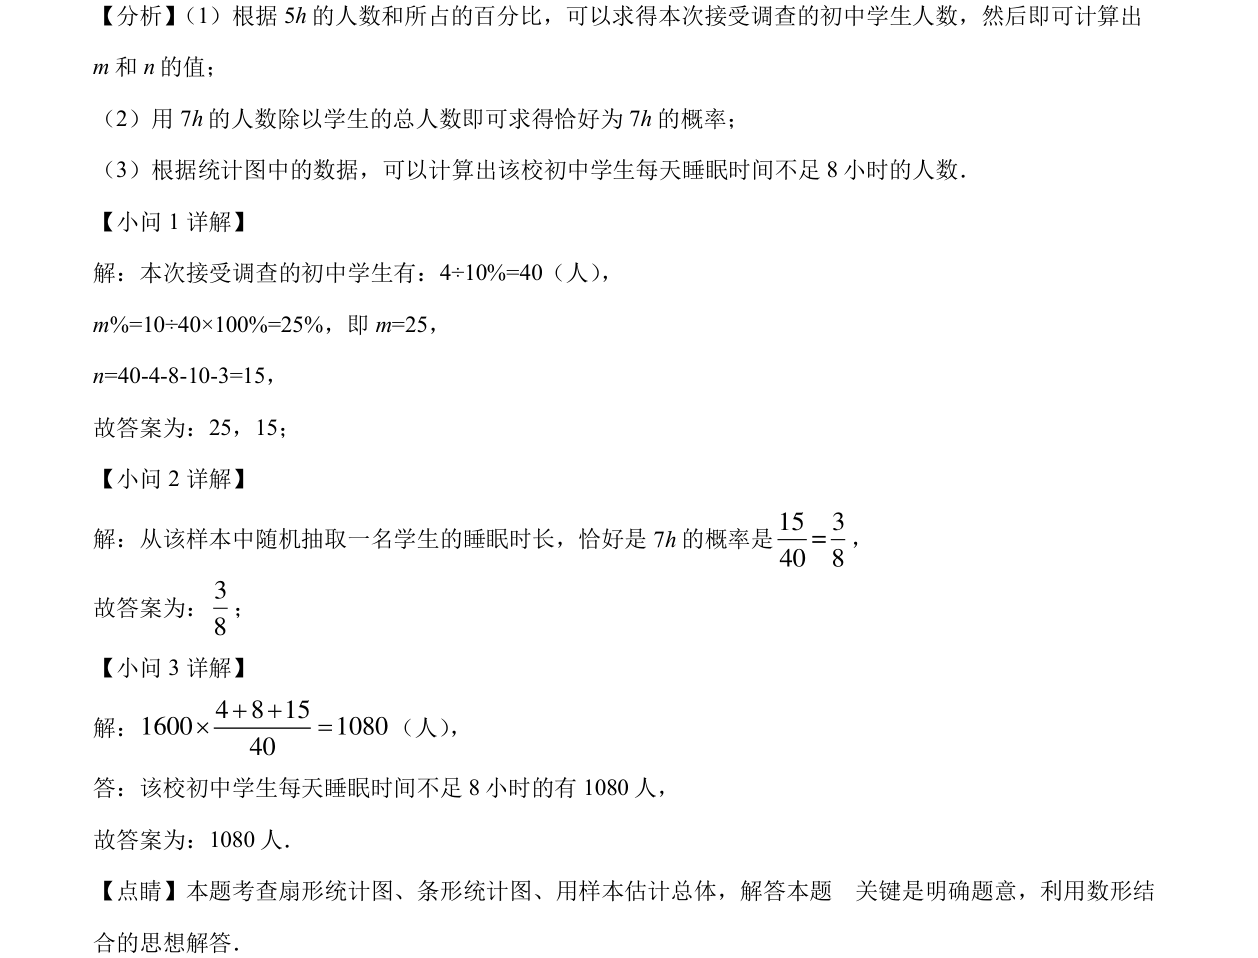 【分析】（1）根据 5h 的人数和所占的百分比，可以求得本次接受调查的初中学生人数，然后即可计算出
m 和 n 的值；
（2）用 7h 的人数除以学生的总人数即可求得恰好为 7h 的概率；
（3）根据统计图中的数据，可以计算出该校初中学生每天睡眠时间不足 8 小时的人数．
【小问 1 详解】
解：本次接受调查的初中学生有：4÷10%=40（人），
m%=10÷40×100%=25%，即 m=25，
n=40-4-8-10-3=15，
故答案为：25，15；
【小问 2 详解】
解：从该样本中随机抽取一名学生的睡眠时长，恰好是 7h 的概率是 15/40=3/8，
故答案为：3/8；
【小问 3 详解】
解：1600×(4+8+15)/40=1080（人），
答：该校初中学生每天睡眠时间不足 8 小时的有 1080 人，
故答案为：1080 人．
【点睛】本题考查扇形统计图、条形统计图、用样本估计总体，解答本题　关键是明确题意，利用数形结
合的思想解答．